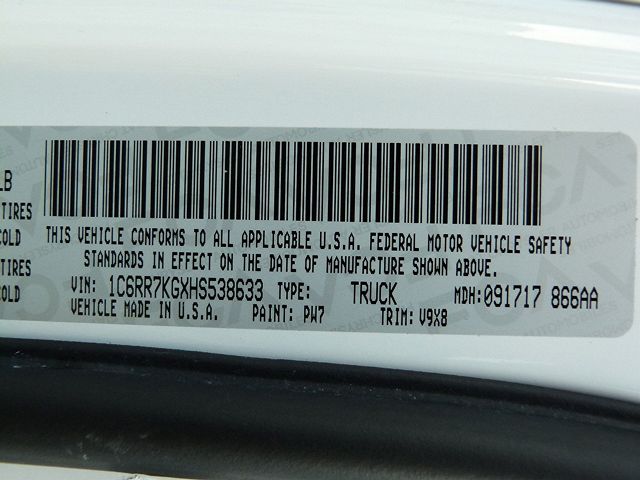 LB
TIRES
COLD
TIRES
COLD
THIS VEHICLE CONFORMS TO ALL APPLICABLE U.S.A. FEDERAL MOTOR VEHICLE SAFETY
STANDARDS IN EFFECT ON THE DATE OF MANUFACTURE SHOWN ABOVE.
VIN: 1C6RR7KGXHS538633 TYPE: TRUCK MDH: 091717 866AA
VEHICLE MADE IN U.S.A. PAINT: PW7 TRIM: V9X8